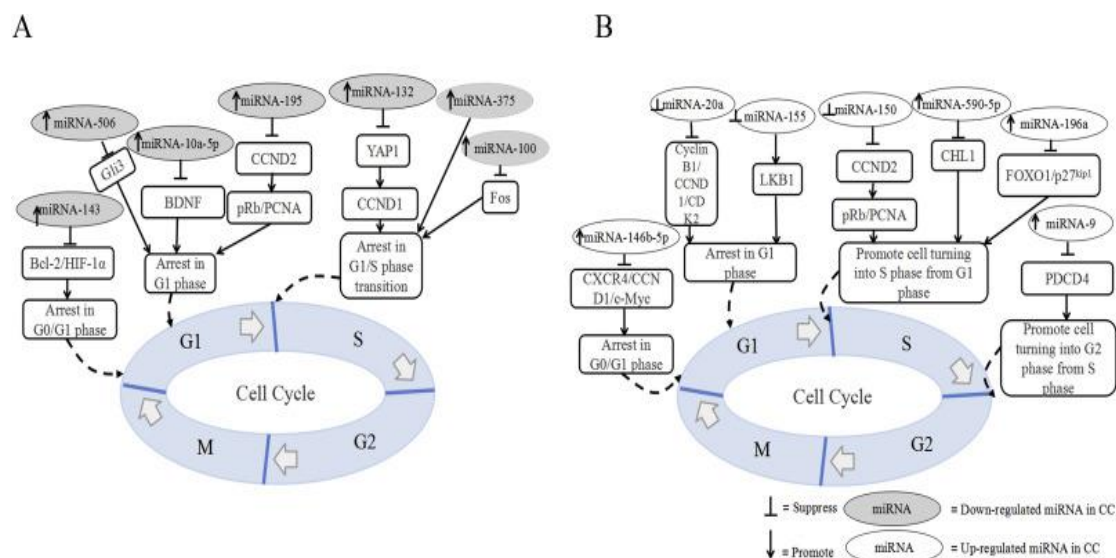 A
miRNA-506
Gli3
miRNA-10a-5p
BDNF
miRNA-195
CCND2
pRb/PCNA
miRNA-132
YAP1
CCND1
miRNA-375
miRNA-100
Fos
miRNA-143
Bcl-2/HIF-1α
Arrest in
G0/G1 phase
Arrest in
G1 phase
Arrest in
G1/S phase
transition
G1
S
Cell Cycle
M
G2
B
miRNA-20a
Cyclin
B1/
CCND
1/CD
K2
miRNA-155
LKB1
miRNA-150
CCND2
pRb/PCNA
miRNA-590-5p
CHL1
miRNA-196a
FOXO1/p27kip1
miRNA-146b-5p
CXCR4/CCN
D1/c-Myc
Arrest in
G0/G1 phase
Arrest in G1
phase
Promote cell turning
into S phase from G1
phase
miRNA-9
PDCD4
Promote cell
turning into G2
phase from S
phase
G1
S
Cell Cycle
M
G2
= Suppress
miRNA
= Down-regulated miRNA in CC
= Promote
miRNA
= Up-regulated miRNA in CC